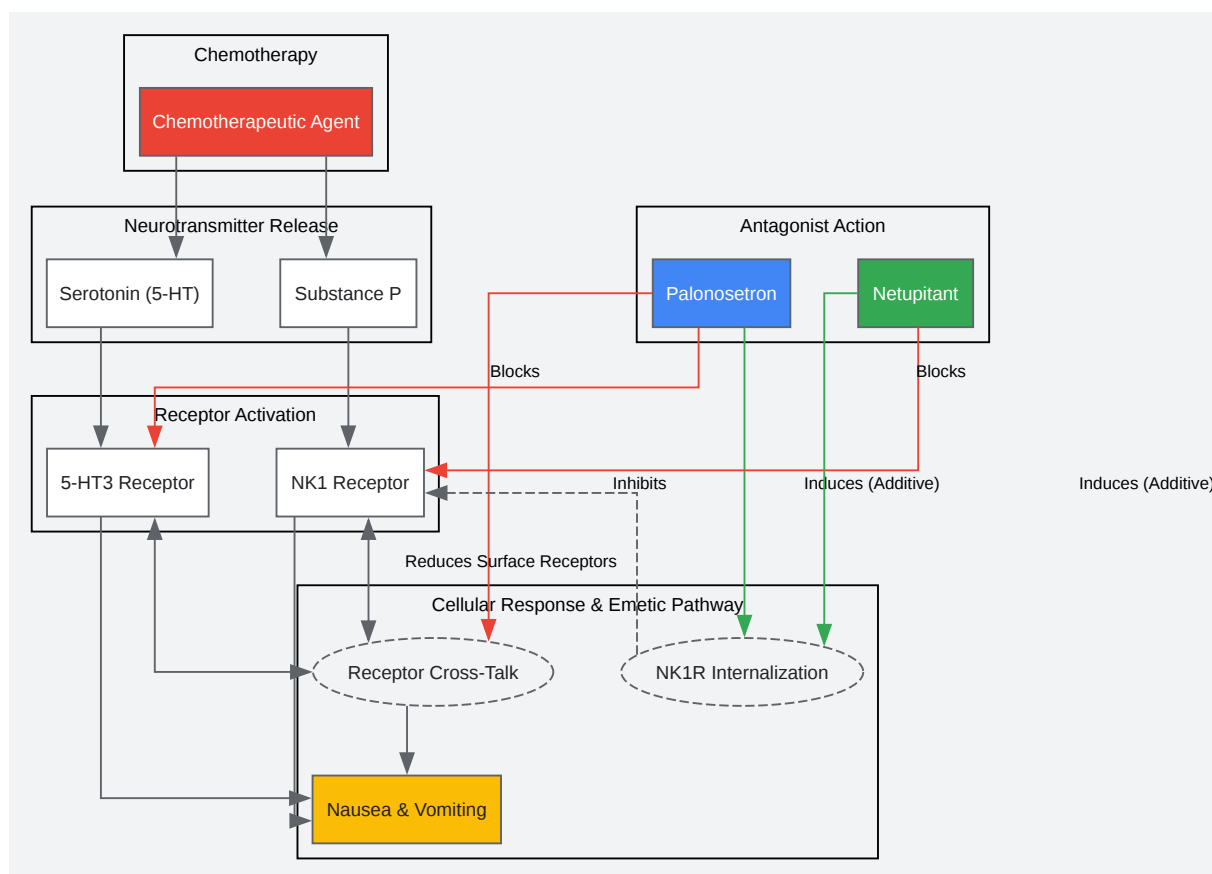 Chemotherapy
Chemotherapeutic Agent
Neurotransmitter Release
Antagonist Action
Serotonin (5-HT)
Substance P
Palonosetron
Netupitant
Blocks
Blocks
Receptor Activation
5-HT3 Receptor
NK1 Receptor
Inhibits
Induces (Additive)
Induces (Additive)
Reduces Surface Receptors
Cellular Response & Emetic Pathway
Receptor Cross-Talk
NK1R Internalization
Nausea & Vomiting